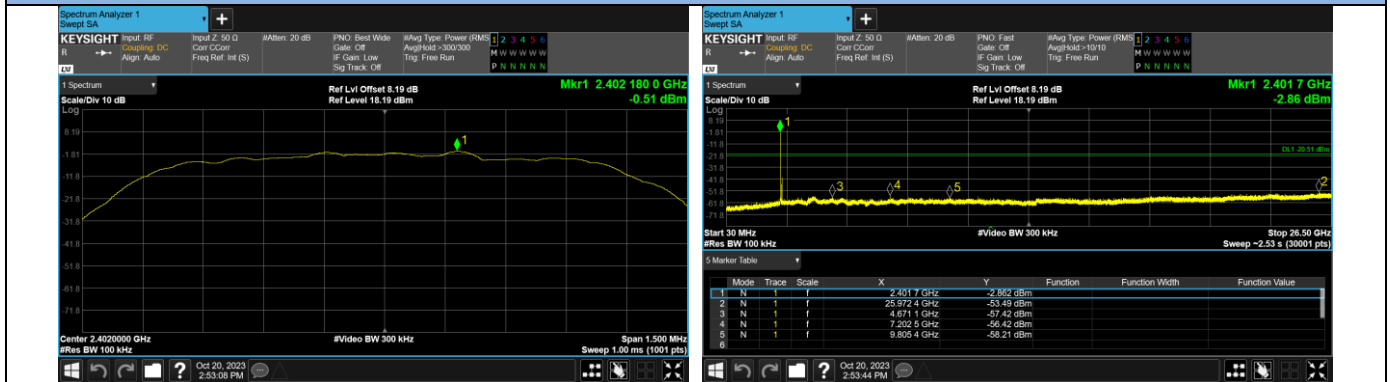 Spectrum Analyzer 1
Swept SA
+
KEYSIGHT
R
LXI
Input: RF
Coupling: DC
Align: Auto
Input Z: 50 Ω
Corr CCorr
Freq Ref: Int (S)
#Atten: 20 dB
PNO: Best Wide
Gate: Off
IF Gain: Low
Sig Track: Off
#Avg Type: Power (RMS
Avg|Hold:>300/300
Trig: Free Run
1 2 3 4 5 6
M W W W W W
P N N N N N
1 Spectrum
Scale/Div 10 dB
Log
Ref Lvl Offset 8.19 dB
Ref Level 18.19 dBm
Mkr1 2.402 180 0 GHz
-0.51 dBm
8.19
-1.81
-11.8
-21.8
-31.8
-41.8
-51.8
-61.8
-71.8
1
Center 2.4020000 GHz
#Res BW 100 kHz
#Video BW 300 kHz
Span 1.500 MHz
Sweep 1.00 ms (1001 pts)
?
Oct 20, 2023
2:53:08 PM
Spectrum Analyzer 1
Swept SA
+
KEYSIGHT
R
LXI
Input: RF
Coupling: DC
Align: Auto
Input Z: 50 Ω
Corr CCorr
Freq Ref: Int (S)
#Atten: 20 dB
PNO: Fast
Gate: Off
IF Gain: Low
Sig Track: Off
#Avg Type: Power (RMS
Avg|Hold:>10/10
Trig: Free Run
1 2 3 4 5 6
M W W W W W
P N N N N N
1 Spectrum
Scale/Div 10 dB
Log
Ref Lvl Offset 8.19 dB
Ref Level 18.19 dBm
Mkr1 2.401 7 GHz
-2.86 dBm
8.19
-1.81
-11.8
-21.8
-31.8
-41.8
-51.8
-61.8
-71.8
DL1 -20.51 dBm
1
3
4
5
2
Start 30 MHz
#Res BW 100 kHz
#Video BW 300 kHz
Stop 26.50 GHz
Sweep ~2.53 s (30001 pts)
5 Marker Table
Mode Trace Scale X Y Function Function Width Function Value
1 N 1 f 2.401 7 GHz -2.862 dBm
2 N 1 f 25.972 4 GHz -53.49 dBm
3 N 1 f 4.671 1 GHz -57.42 dBm
4 N 1 f 7.202 5 GHz -56.42 dBm
5 N 1 f 9.805 4 GHz -58.21 dBm
6
?
Oct 20, 2023
2:53:44 PM